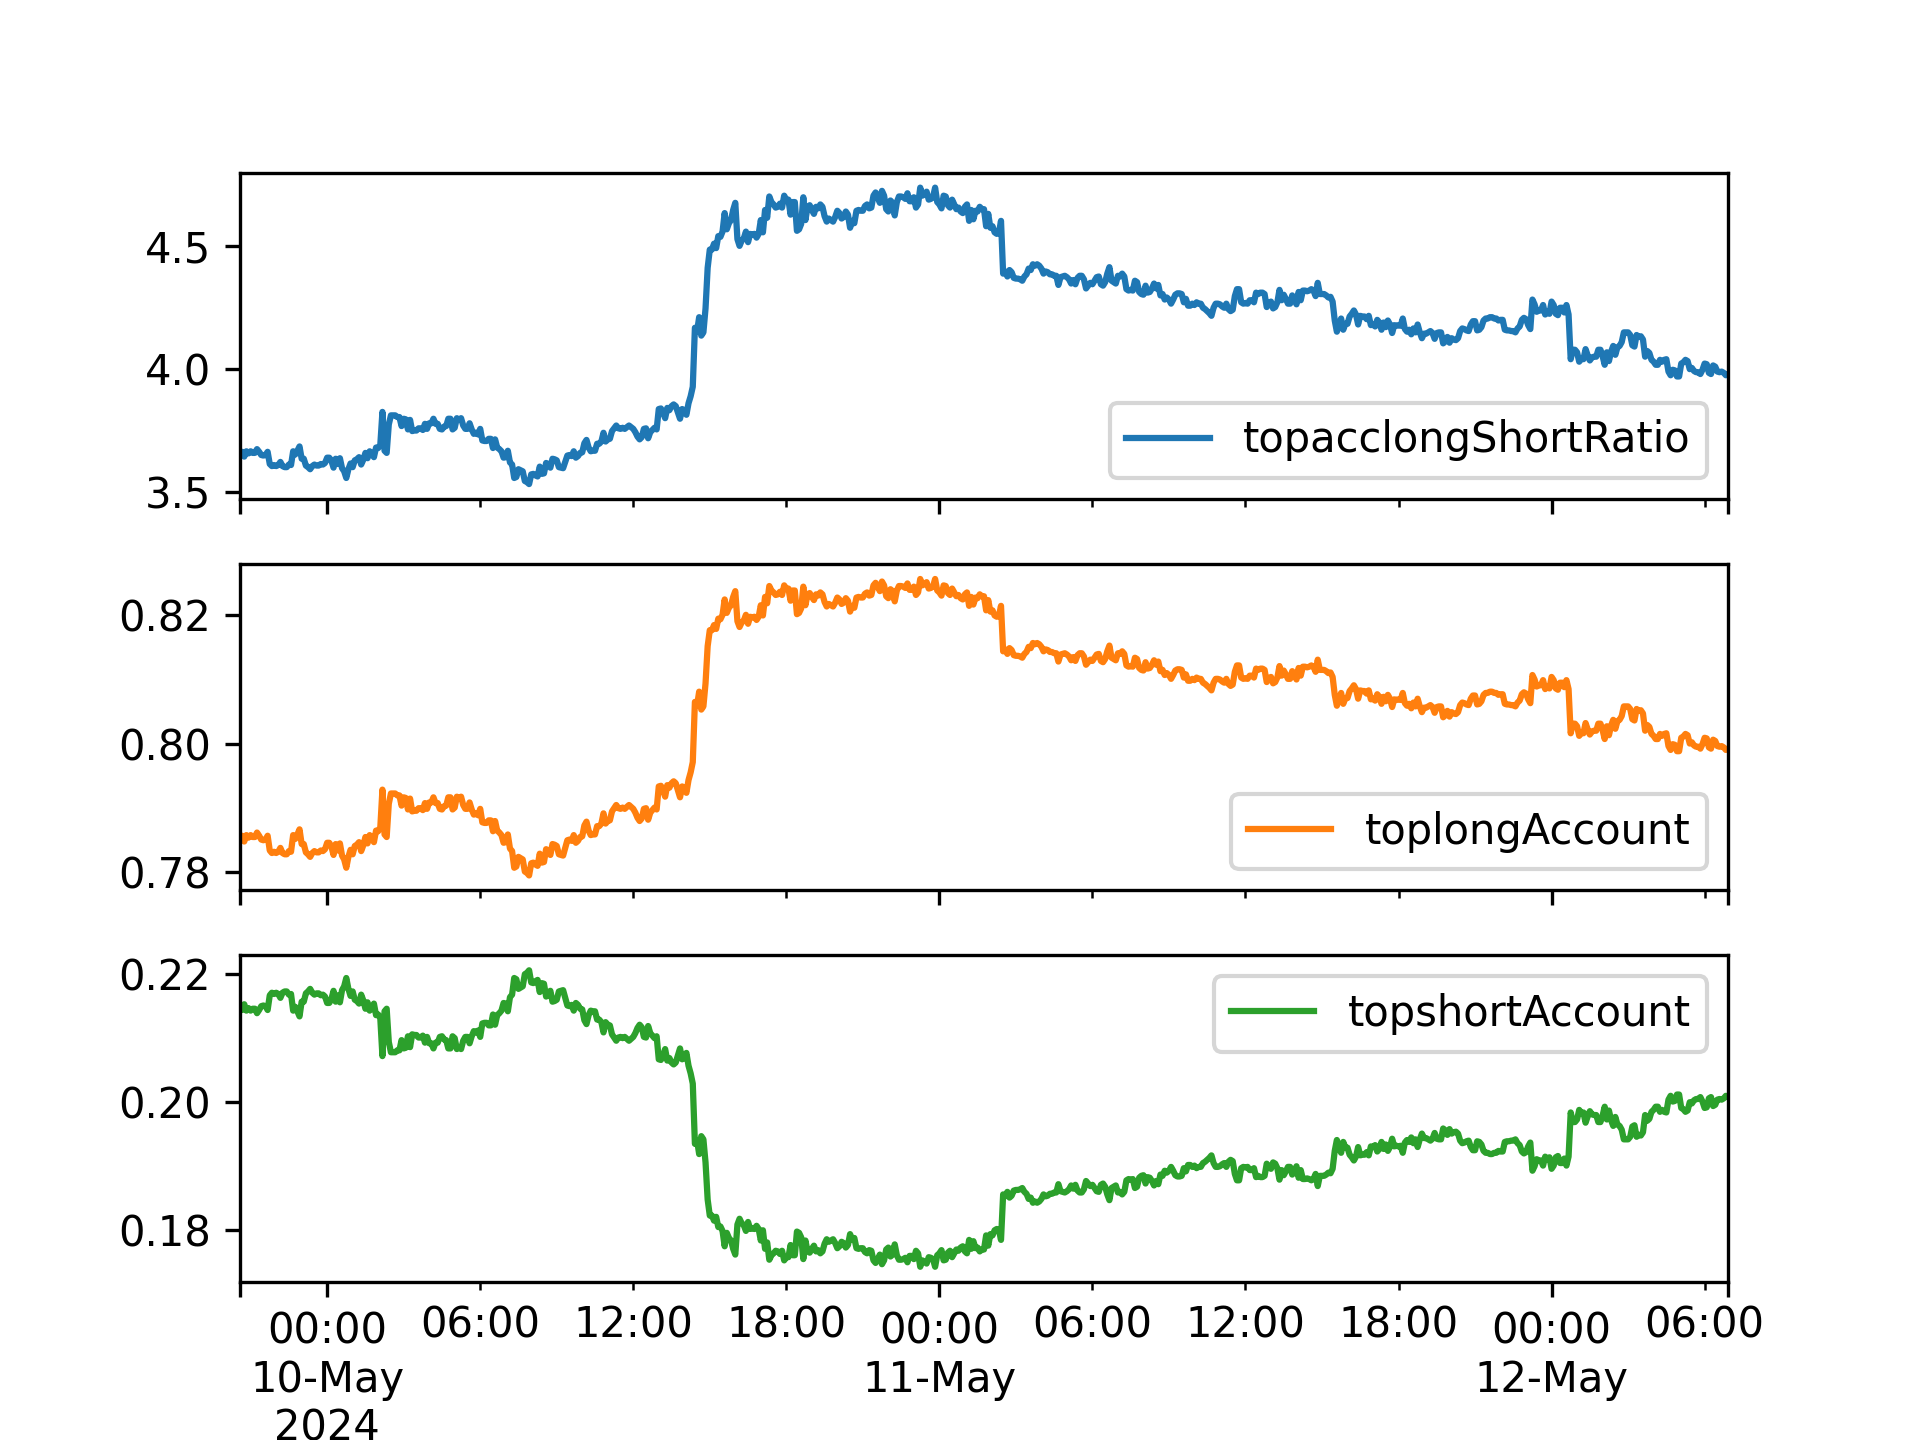 4.5
4.0
3.5
topacclongShortRatio
0.82
0.80
0.78
toplongAccount
0.22
0.20
0.18
topshortAccount
00:00 06:00 12:00 18:00 00:00 06:00 12:00 18:00 00:00 06:00
10-May 11-May 12-May
2024